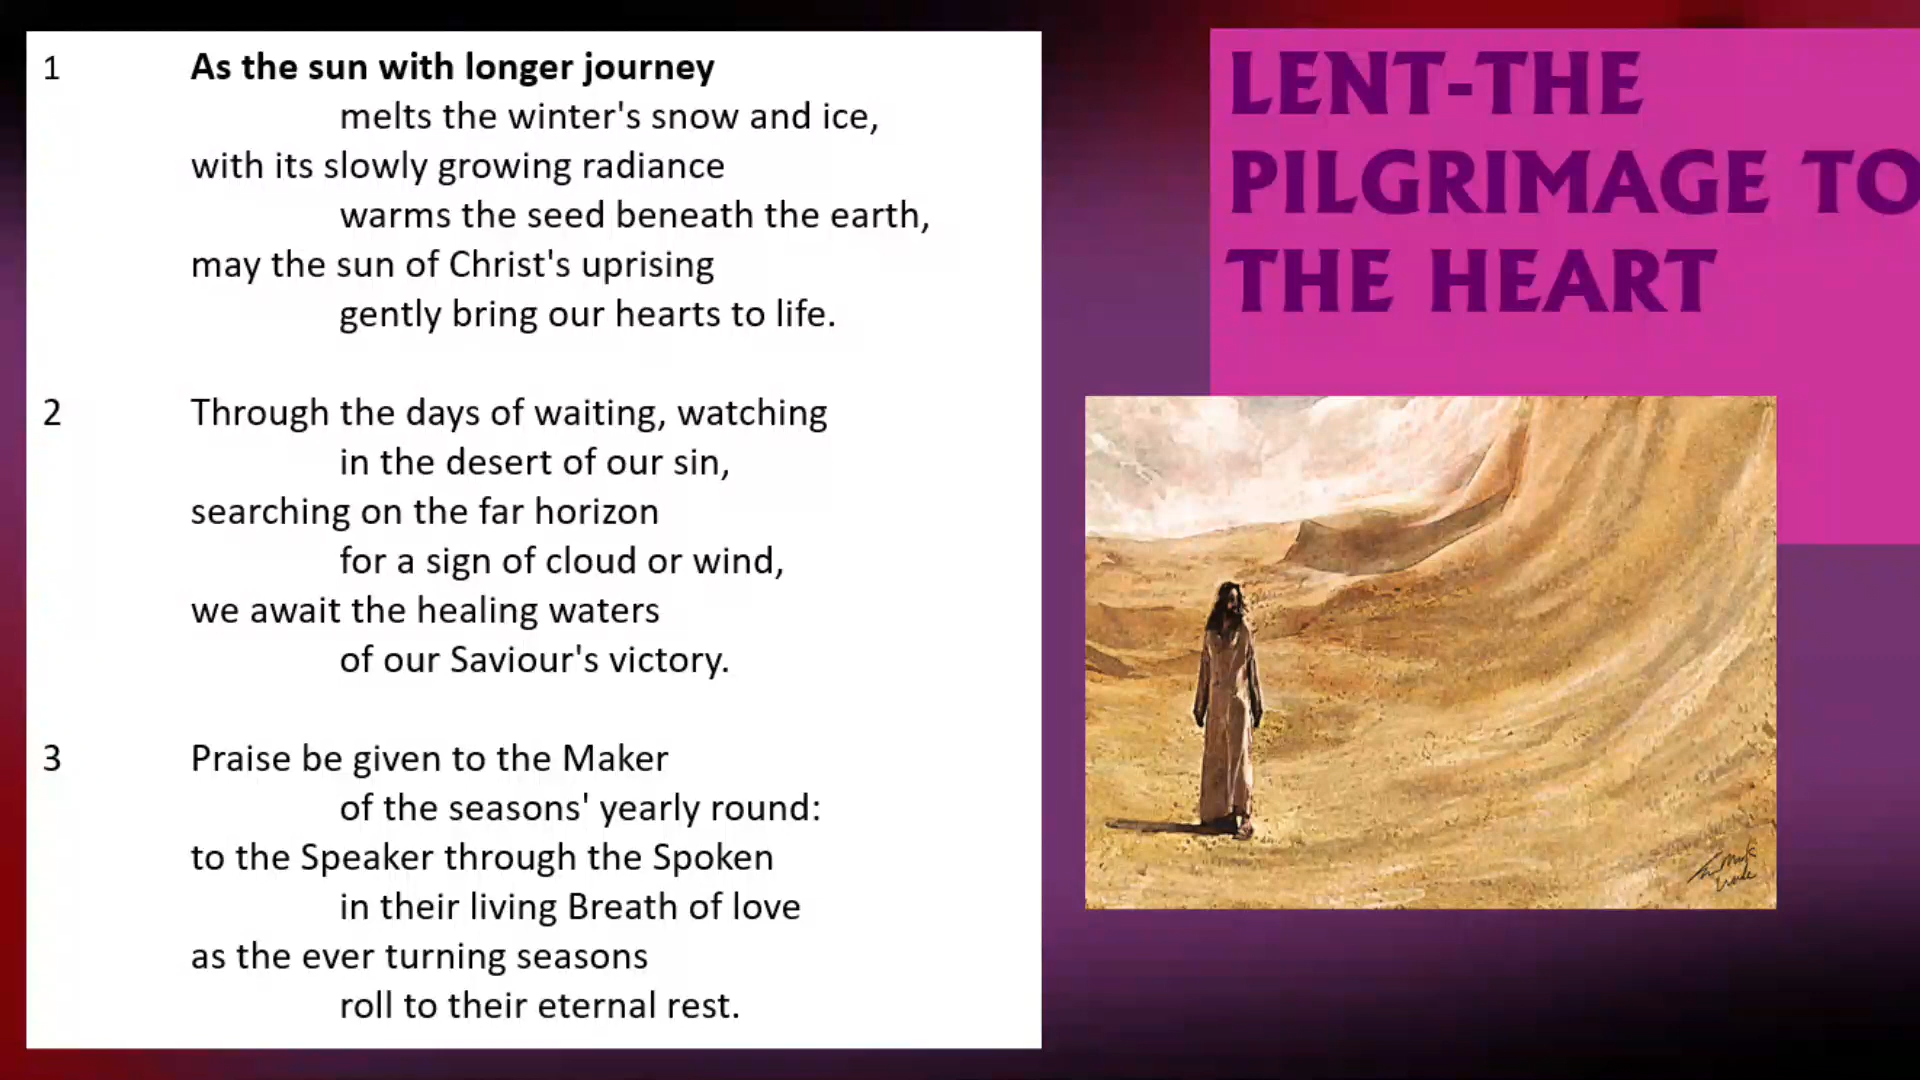 1 As the sun with longer journey
melts the winter's snow and ice,
with its slowly growing radiance
warms the seed beneath the earth,
may the sun of Christ's uprising
gently bring our hearts to life.
2 Through the days of waiting, watching
in the desert of our sin,
searching on the far horizon
for a sign of cloud or wind,
we await the healing waters
of our Saviour's victory.
3 Praise be given to the Maker
of the seasons' yearly round:
to the Speaker through the Spoken
in their living Breath of love
as the ever turning seasons
roll to their eternal rest.
LENT-THE
PILGRIMAGE TO
THE HEART